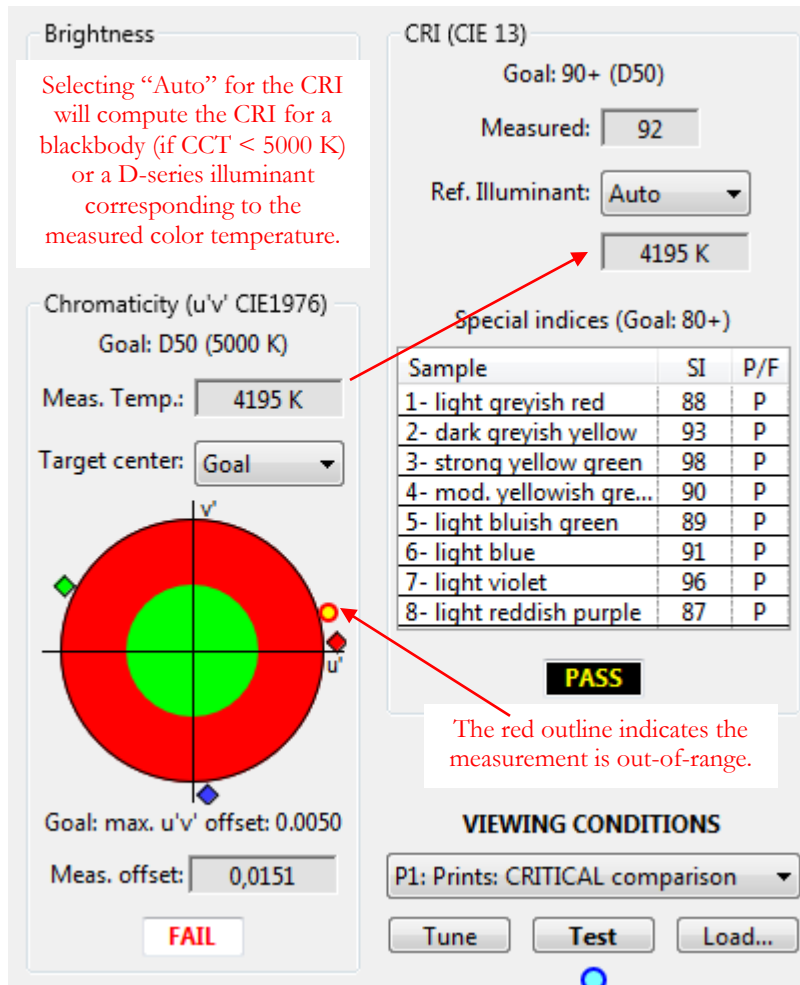 Brightness
Selecting “Auto” for the CRI
will compute the CRI for a
blackbody (if CCT < 5000 K)
or a D-series illuminant
corresponding to the
measured color temperature.
Chromaticity (u'v' CIE1976)
Goal: D50 (5000 K)
Meas. Temp.: 4195 K
Target center: Goal
v'
u'
Goal: max. u'v' offset: 0.0050
Meas. offset: 0,0151
FAIL
CRI (CIE 13)
Goal: 90+ (D50)
Measured: 92
Ref. Illuminant: Auto
4195 K
Special indices (Goal: 80+)
Sample SI P/F
1- light greyish red 88 P
2- dark greyish yellow 93 P
3- strong yellow green 98 P
4- mod. yellowish gre... 90 P
5- light bluish green 89 P
6- light blue 91 P
7- light violet 96 P
8- light reddish purple 87 P
PASS
The red outline indicates the
measurement is out-of-range.
VIEWING CONDITIONS
P1: Prints: CRITICAL comparison
Tune Test Load...